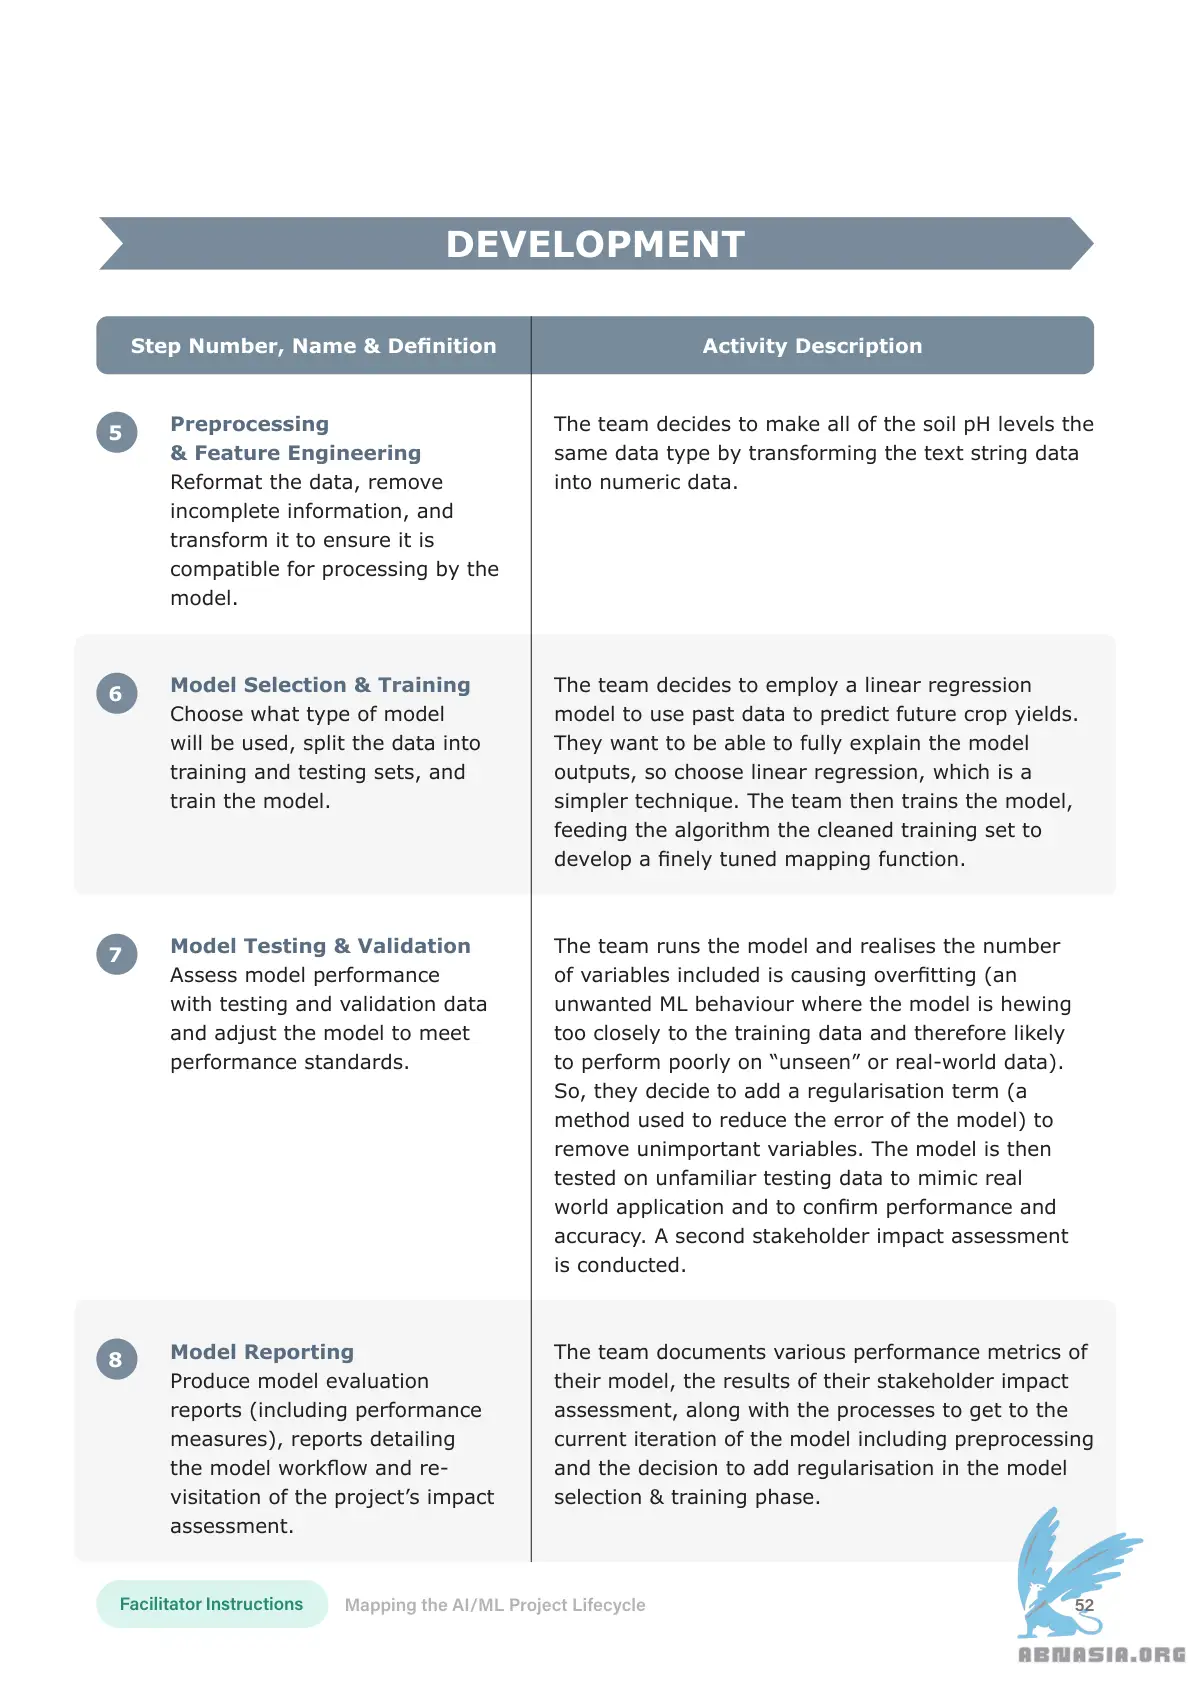 DEVELOPMENT
Step Number, Name & Definition
Activity Description
5
Preprocessing
& Feature Engineering
Reformat the data, remove
incomplete information, and
transform it to ensure it is
compatible for processing by the
model.
The team decides to make all of the soil pH levels the
same data type by transforming the text string data
into numeric data.
6
Model Selection & Training
Choose what type of model
will be used, split the data into
training and testing sets, and
train the model.
The team decides to employ a linear regression
model to use past data to predict future crop yields.
They want to be able to fully explain the model
outputs, so choose linear regression, which is a
simpler technique. The team then trains the model,
feeding the algorithm the cleaned training set to
develop a finely tuned mapping function.
7
Model Testing & Validation
Assess model performance
with testing and validation data
and adjust the model to meet
performance standards.
The team runs the model and realises the number
of variables included is causing overfitting (an
unwanted ML behaviour where the model is hewing
too closely to the training data and therefore likely
to perform poorly on “unseen” or real-world data).
So, they decide to add a regularisation term (a
method used to reduce the error of the model) to
remove unimportant variables. The model is then
tested on unfamiliar testing data to mimic real
world application and to confirm performance and
accuracy. A second stakeholder impact assessment
is conducted.
8
Model Reporting
Produce model evaluation
reports (including performance
measures), reports detailing
the model workflow and re-
visitation of the project’s impact
assessment.
The team documents various performance metrics of
their model, the results of their stakeholder impact
assessment, along with the processes to get to the
current iteration of the model including preprocessing
and the decision to add regularisation in the model
selection & training phase.
Facilitator Instructions
Mapping the AI/ML Project Lifecycle
52
ABNASIA.ORG